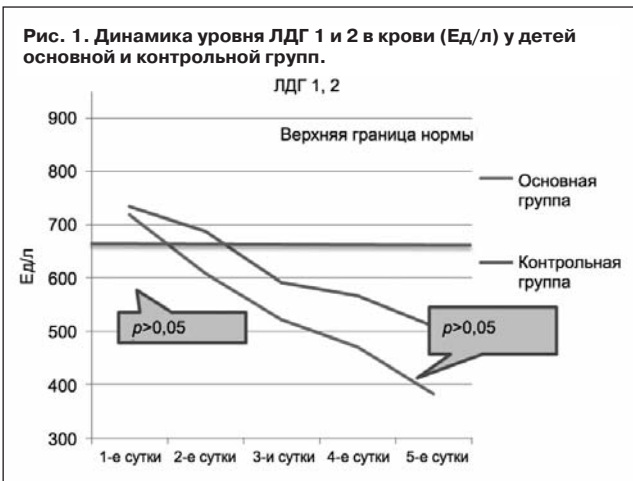 Рис. 1. Динамика уровня ЛДГ 1 и 2 в крови (Ед/л) у детей
основной и контрольной групп.
ЛДГ 1, 2
900
Верхняя граница нормы
800
Основная
группа
700
Ед/л
600
Контрольная
группа
500
p>0,05
p>0,05
400
300
1-е сутки 2-е сутки 3-и сутки 4-е сутки 5-е сутки